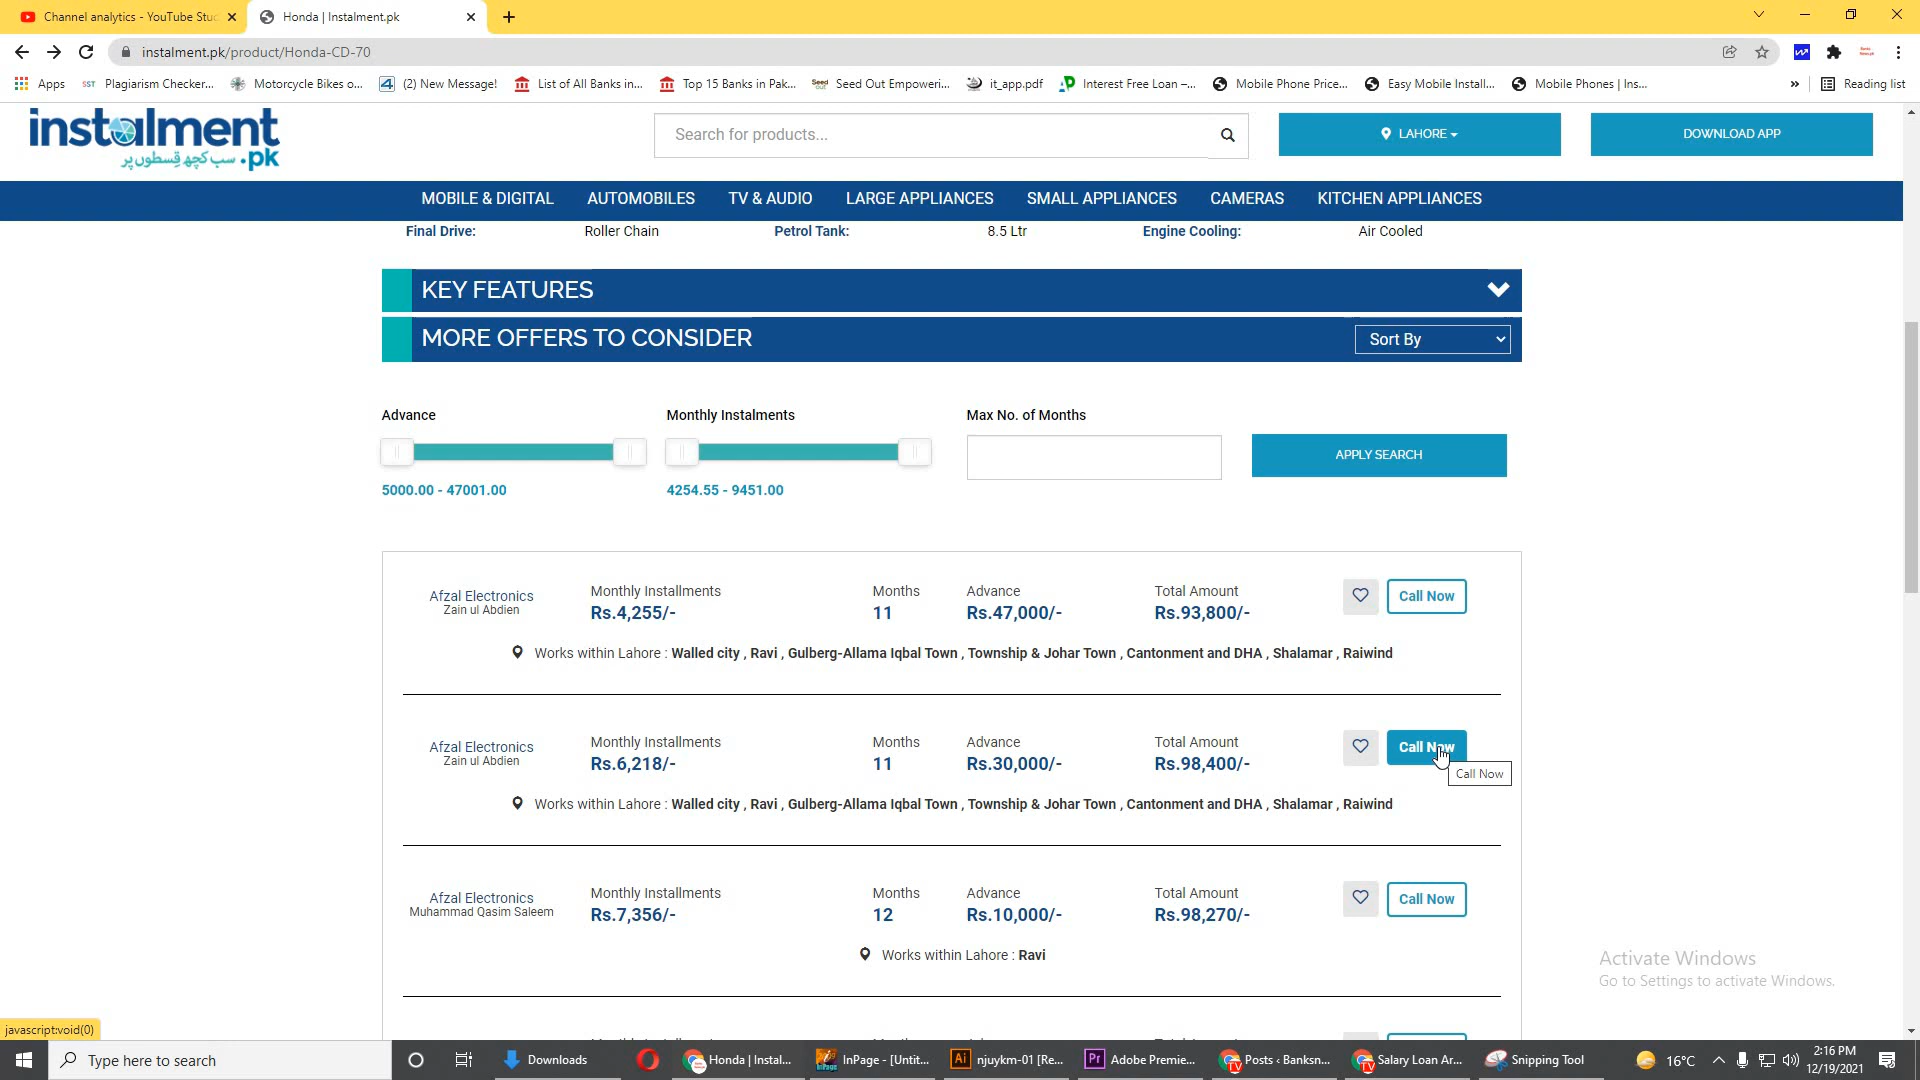 Channel analytics - YouTube Stu
Honda | Instalment.pk
instalment.pk/product/Honda-CD-70
Apps
SST Plagiarism Checker...
Motorcycle Bikes o...
(2) New Message!
List of All Banks in...
Top 15 Banks in Pak...
Seed Out Empoweri...
it_app.pdf
Interest Free Loan –...
Mobile Phone Price...
Easy Mobile Install...
Mobile Phones | Ins...
»
Reading list
instalment
.pk سب کچھ قسطوں پر
Search for products...
LAHORE
DOWNLOAD APP
MOBILE & DIGITAL AUTOMOBILES TV & AUDIO LARGE APPLIANCES SMALL APPLIANCES CAMERAS KITCHEN APPLIANCES
Final Drive: Roller Chain Petrol Tank: 8.5 Ltr Engine Cooling: Air Cooled
KEY FEATURES
MORE OFFERS TO CONSIDER Sort By
Advance Monthly Instalments Max No. of Months
APPLY SEARCH
5000.00 - 47001.00 4254.55 - 9451.00
Afzal Electronics Monthly Installments Months Advance Total Amount Call Now
Zain ul Abdien Rs.4,255/- 11 Rs.47,000/- Rs.93,800/-
Works within Lahore : Walled city , Ravi , Gulberg-Allama Iqbal Town , Township & Johar Town , Cantonment and DHA , Shalamar , Raiwind
Afzal Electronics Monthly Installments Months Advance Total Amount Call Now
Zain ul Abdien Rs.6,218/- 11 Rs.30,000/- Rs.98,400/-
Call Now
Works within Lahore : Walled city , Ravi , Gulberg-Allama Iqbal Town , Township & Johar Town , Cantonment and DHA , Shalamar , Raiwind
Afzal Electronics Monthly Installments Months Advance Total Amount Call Now
Muhammad Qasim Saleem Rs.7,356/- 12 Rs.10,000/- Rs.98,270/-
Works within Lahore : Ravi
Activate Windows
Go to Settings to activate Windows.
javascript:void(0)
Type here to search
Downloads
Honda | Instal...
InPage - [Untit...
Ai njuykm-01 [Re...
Pr Adobe Premie...
Posts ‹ Banksn...
Salary Loan Ar...
Snipping Tool
16°C
2:16 PM
12/19/2021